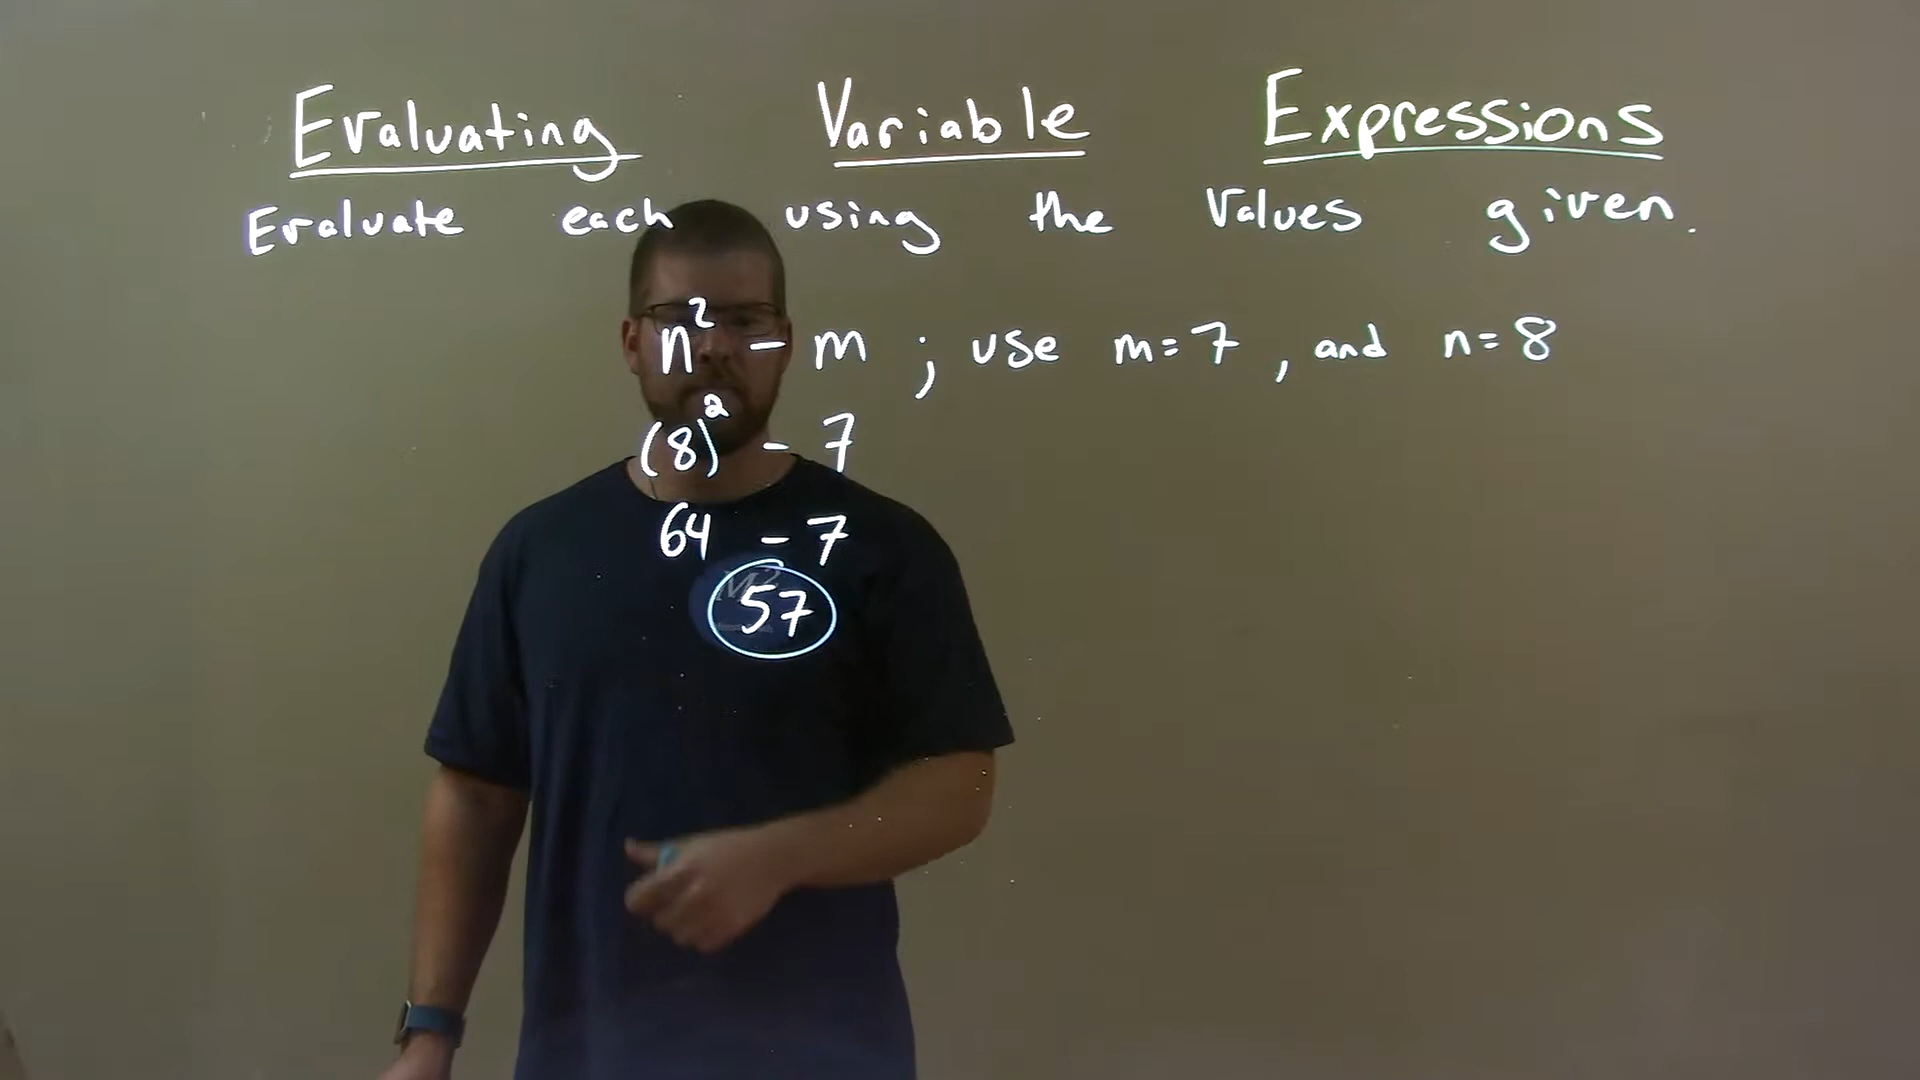 Evaluating Variable Expressions
Evaluate each using the Values given.
n² - m ; use m=7, and n=8
(8)² - 7
64 - 7
57